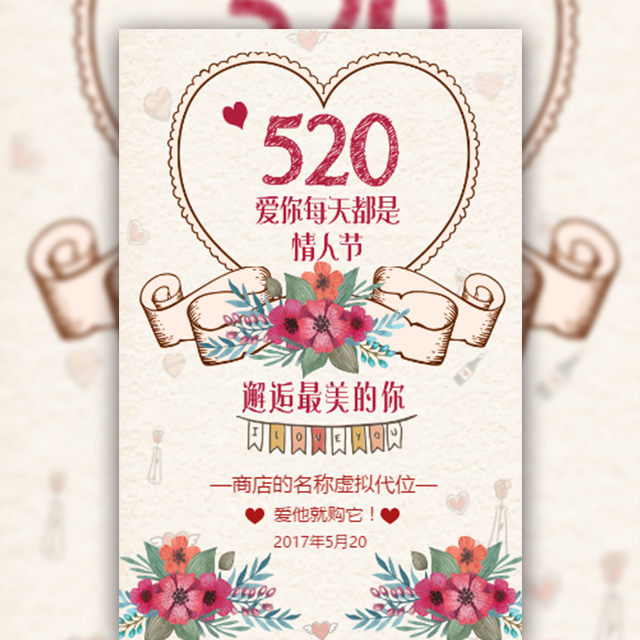 520
爱你每天都是
情人节
邂逅最美的你
I LOVE YOU
—商店的名称虚拟代位—
爱他就购它！
2017年5月20